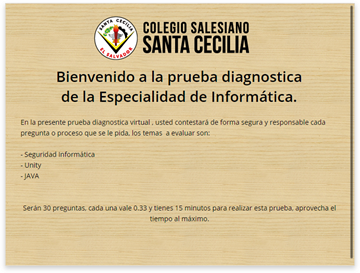 SANTA CECILIA
EL SALVADOR
COLEGIO SALESIANO
SANTA CECILIA
Bienvenido a la prueba diagnostica
de la Especialidad de Informática.
En la presente prueba diagnostica virtual , usted contestará de forma segura y responsable cada
pregunta o proceso que se le pida, los temas a evaluar son:
- Seguridad informática
- Unity
- JAVA
Serán 30 preguntas, cada una vale 0.33 y tienes 15 minutos para realizar esta prueba, aprovecha el
tiempo al máximo.